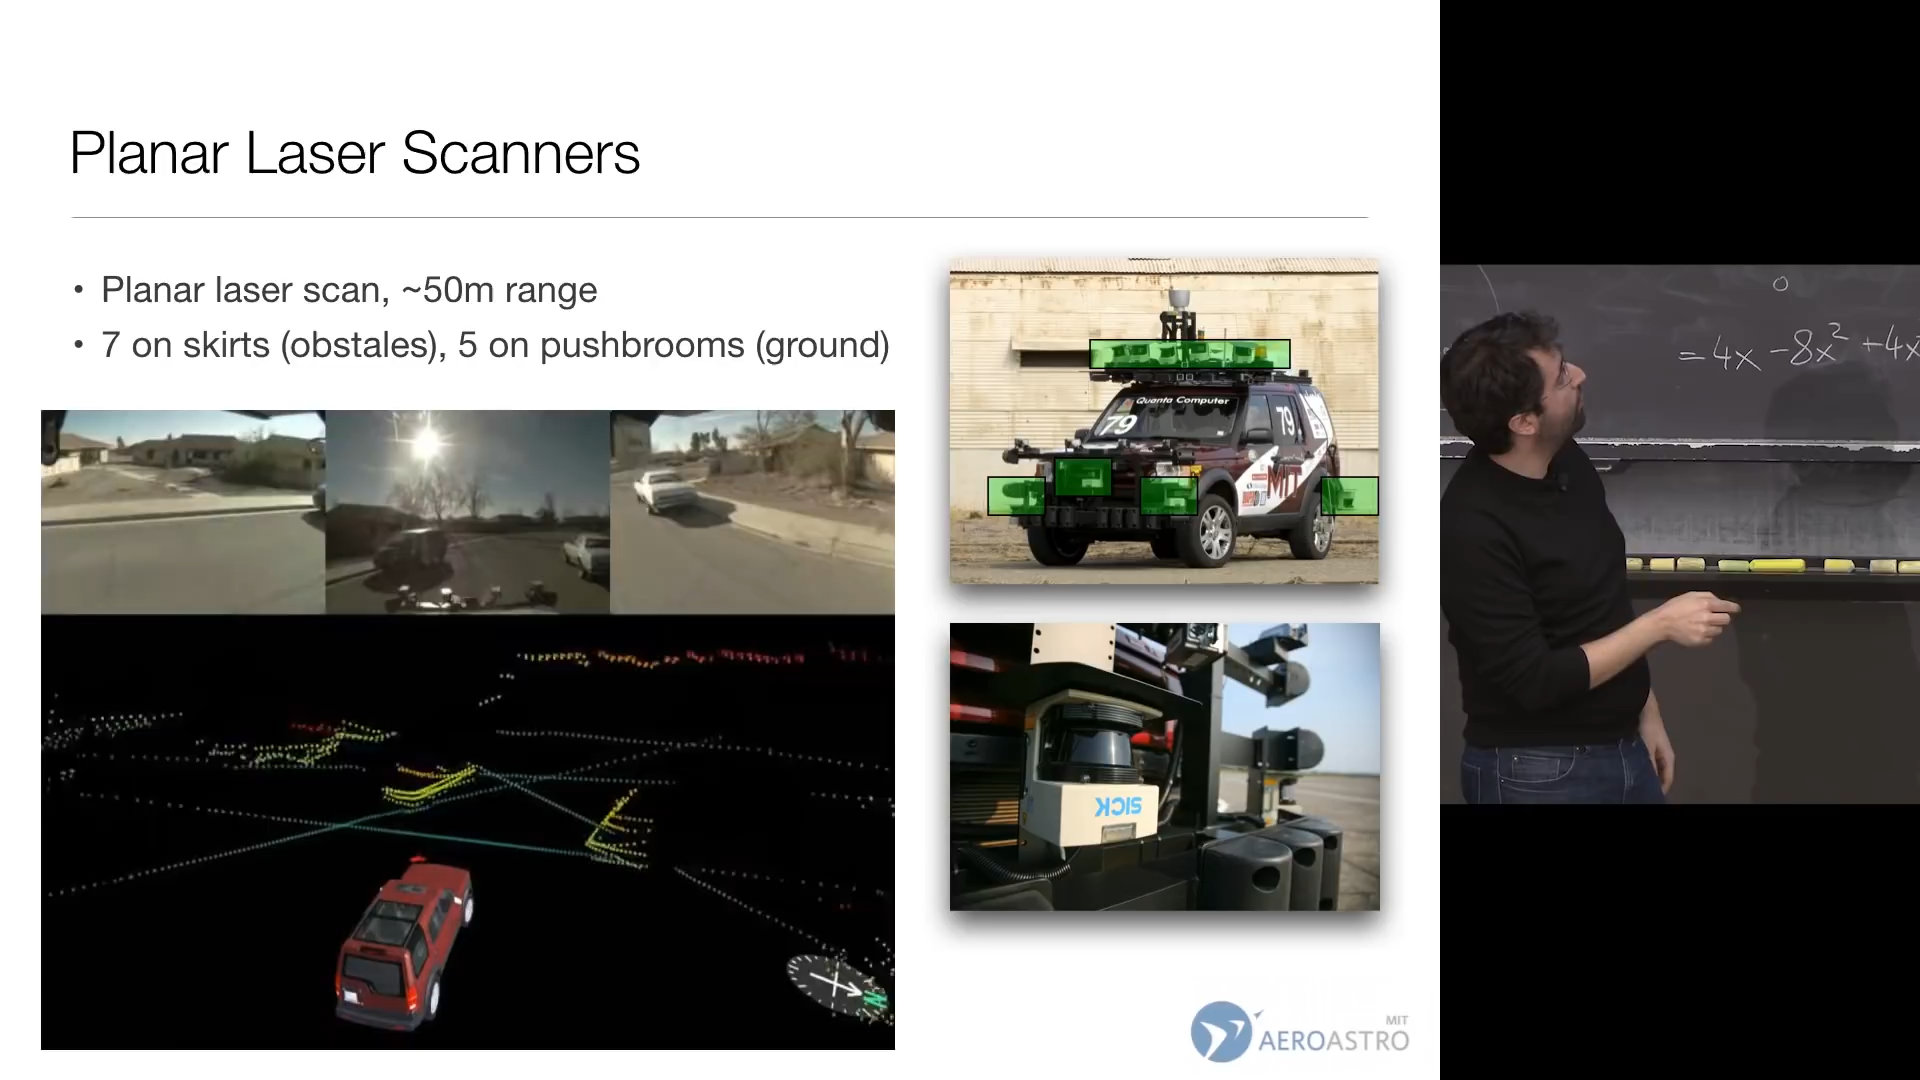 Planar Laser Scanners
• Planar laser scan, ~50m range
• 7 on skirts (obstales), 5 on pushbrooms (ground)
Quanta Computer
79
79
MIT
SICK
N
MIT
AEROASTRO
= 4x - 8x² + 4x